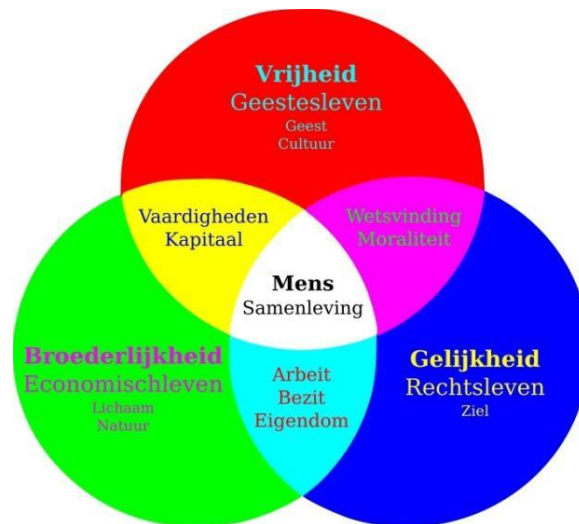 Vrijheid
Geestesleven
Geest
Cultuur
Vaardigheden
Kapitaal
Wetsvinding
Moraliteit
Mens
Samenleving
Broederlijkheid
Economischleven
Lichaam
Natuur
Arbeit
Bezit
Eigendom
Gelijkheid
Rechtsleven
Ziel